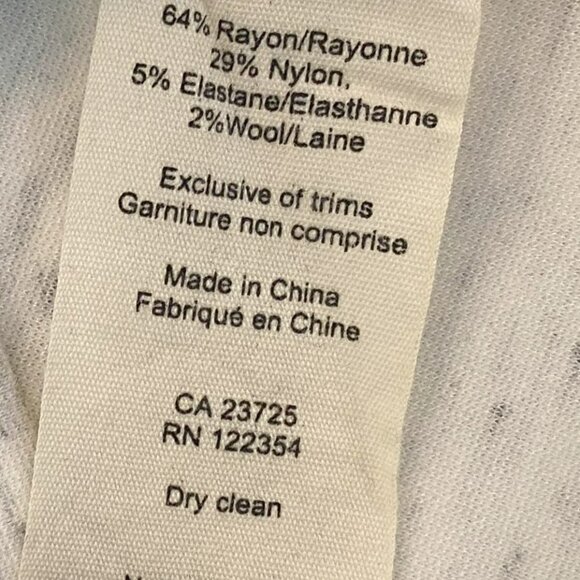 64% Rayon/Rayonne
29% Nylon,
5% Elastane/Elasthanne
2%Wool/Laine
Exclusive of trims
Garniture non comprise
Made in China
Fabriqué en Chine
CA 23725
RN 122354
Dry clean